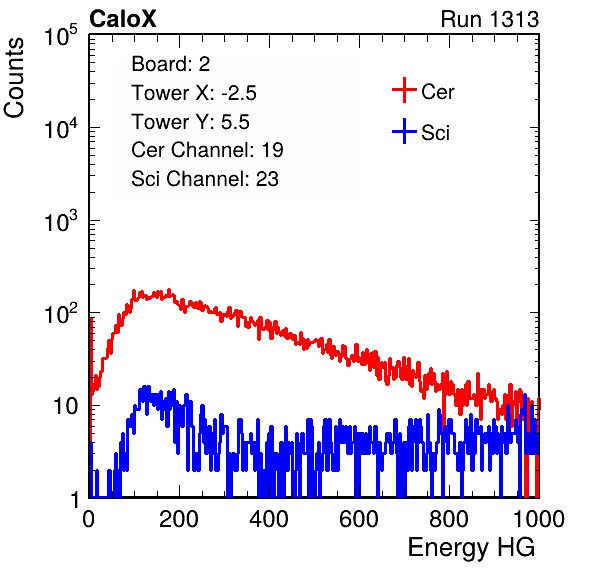 CaloX Run 1313
Counts
10^5
10^4
10^3
10^2
10
1
Board: 2
Tower X: -2.5
Tower Y: 5.5
Cer Channel: 19
Sci Channel: 23
Cer
Sci
0 200 400 600 800 1000
Energy HG